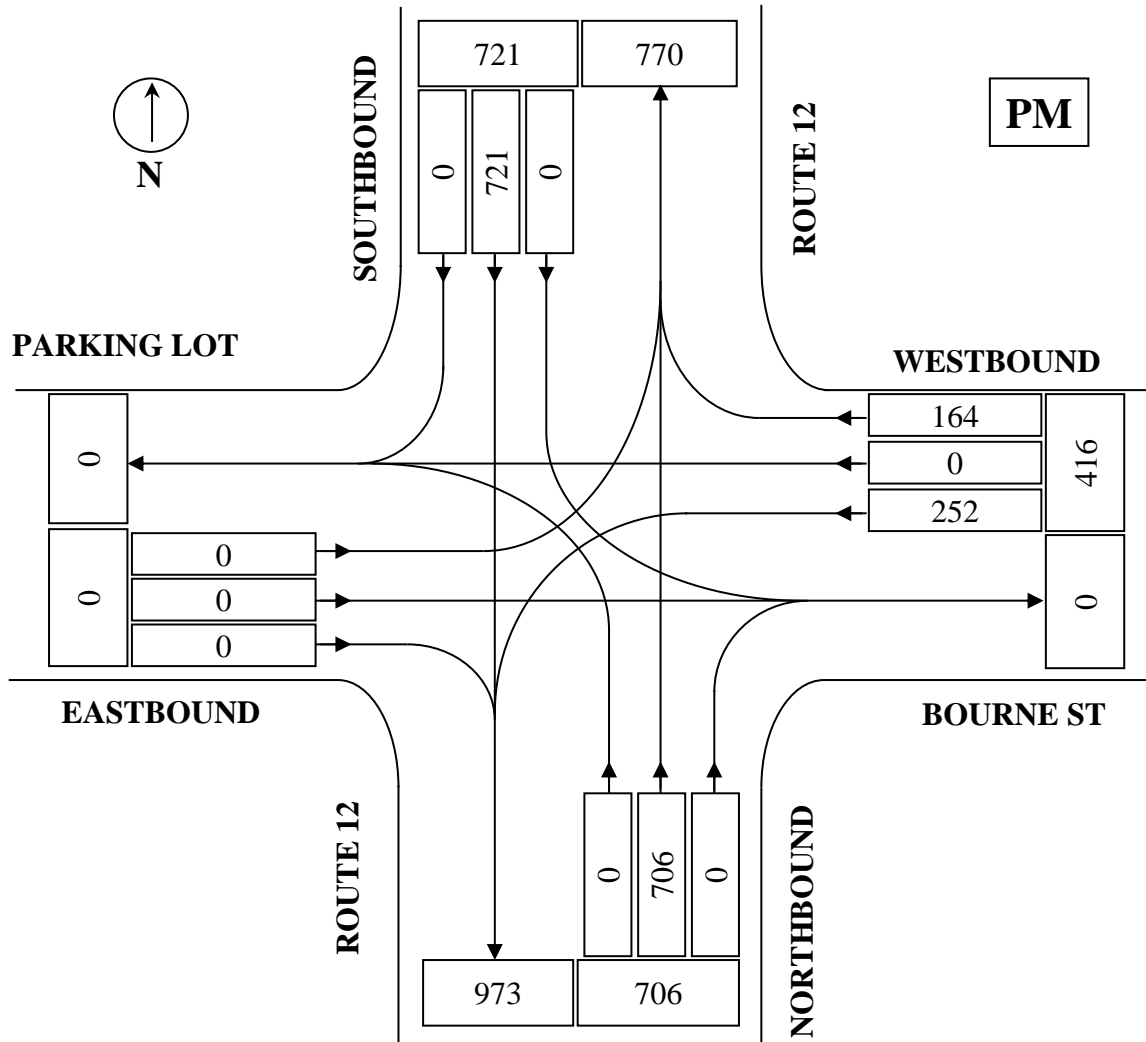 721 770
SOUTHBOUND
ROUTE 12
PM
N
0 721 0
PARKING LOT
WESTBOUND
0
164
0
252
416
0
0
0
0
0
EASTBOUND
BOURNE ST
ROUTE 12
0 706 0
NORTHBOUND
973 706